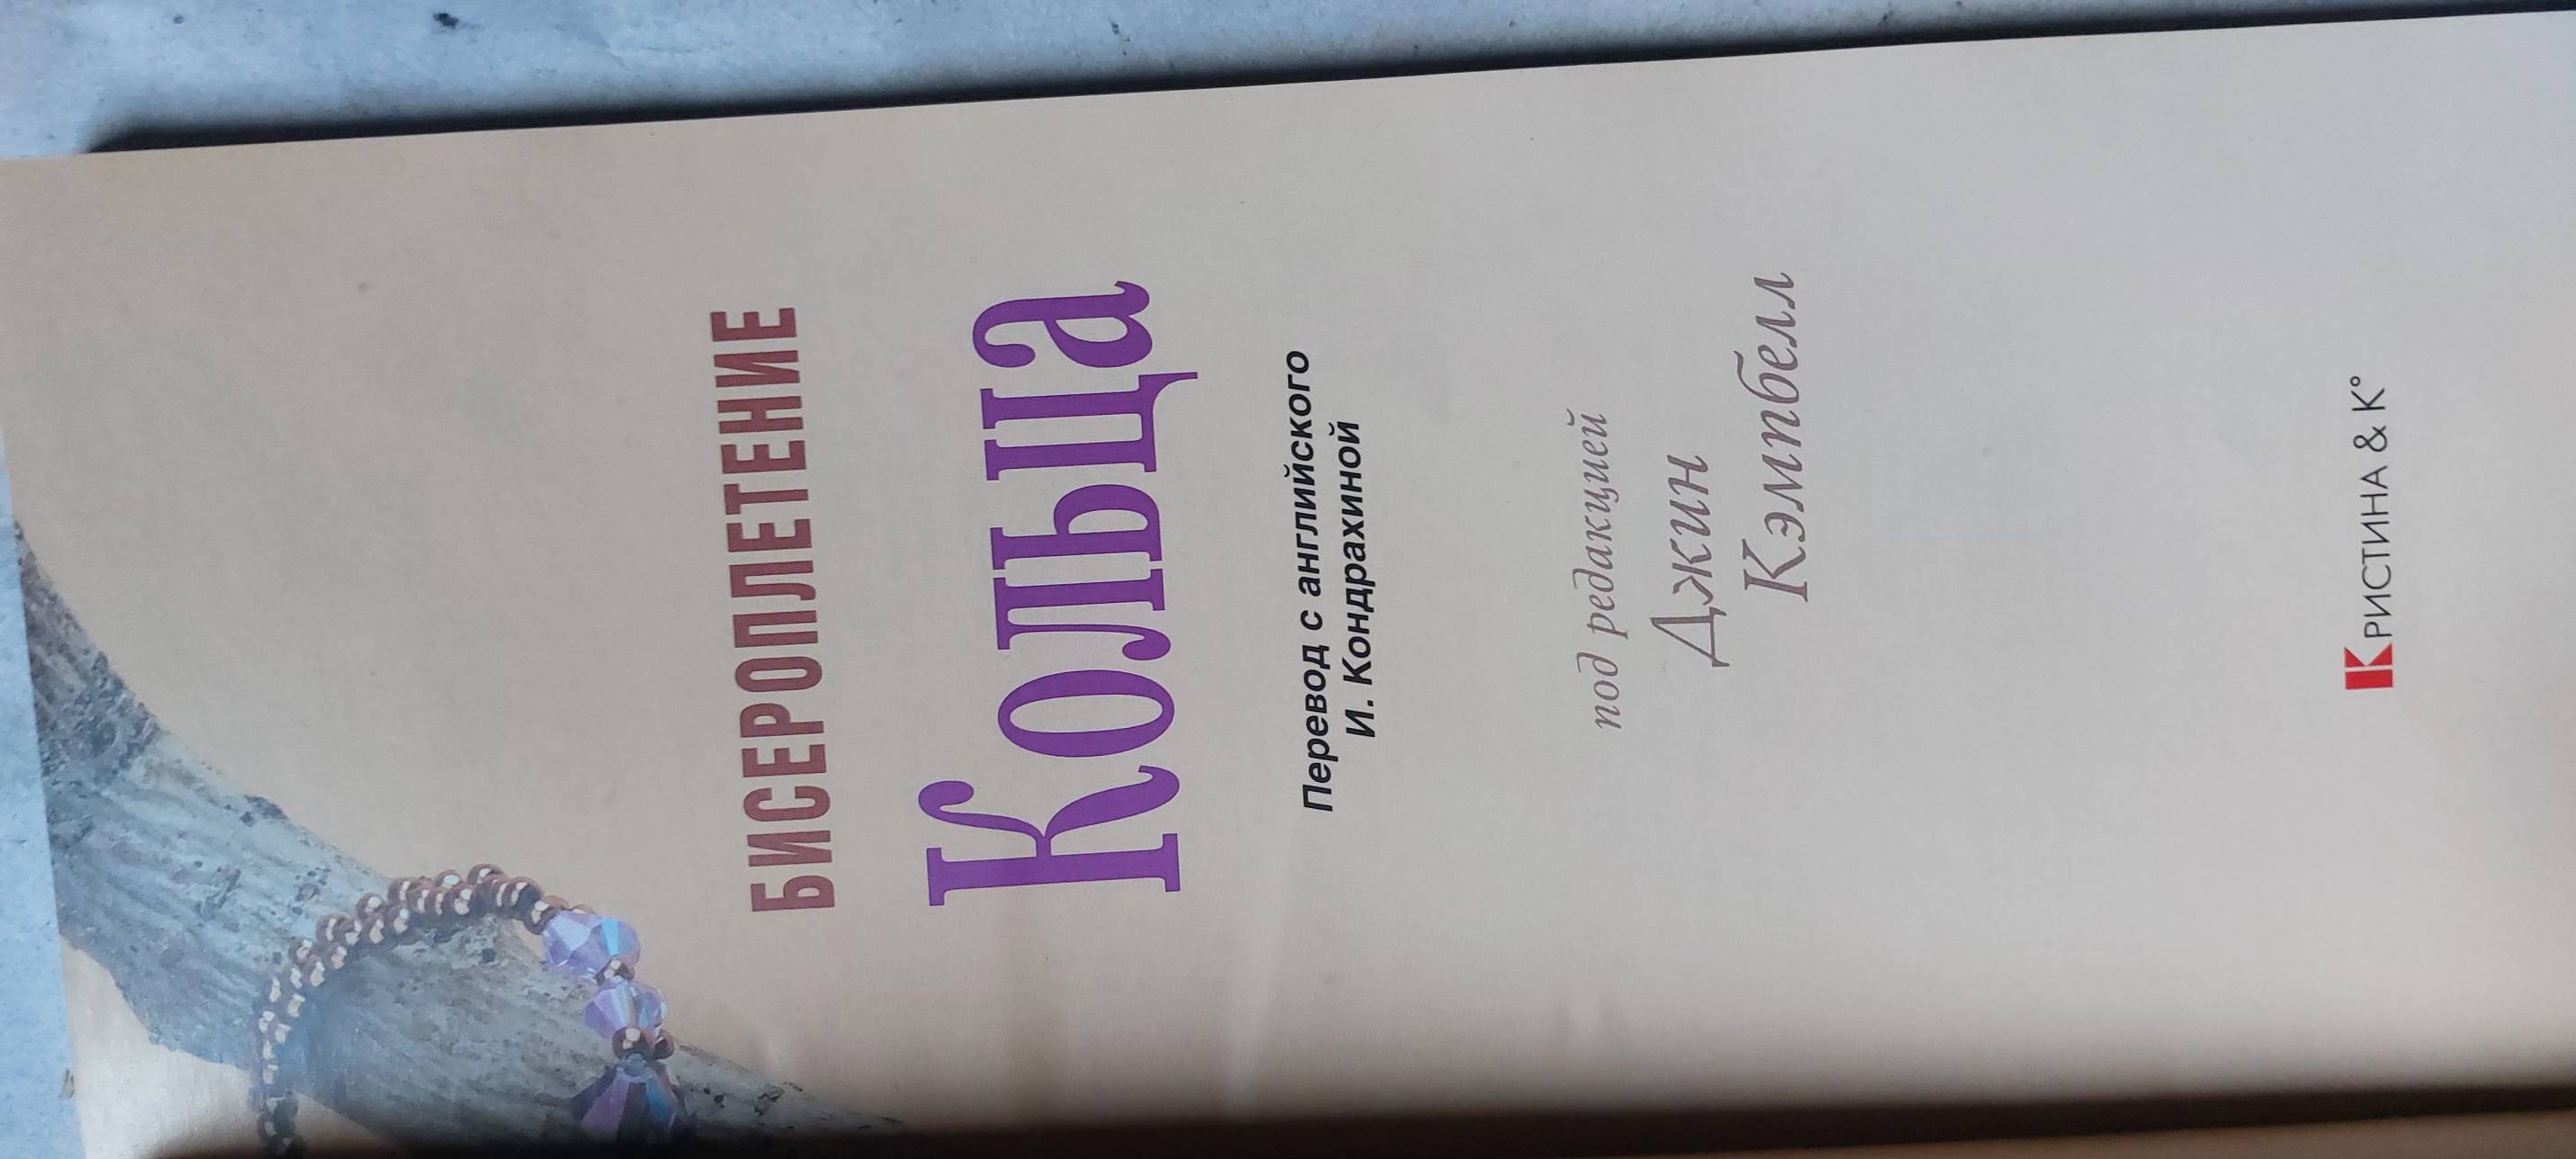 БИСЕРОПЛЕТЕНИЕ
Кольца
Перевод с английского
И. Кондрахиной
под редакцией
Джин
Кэмпбелл
КРИСТИНА & К°